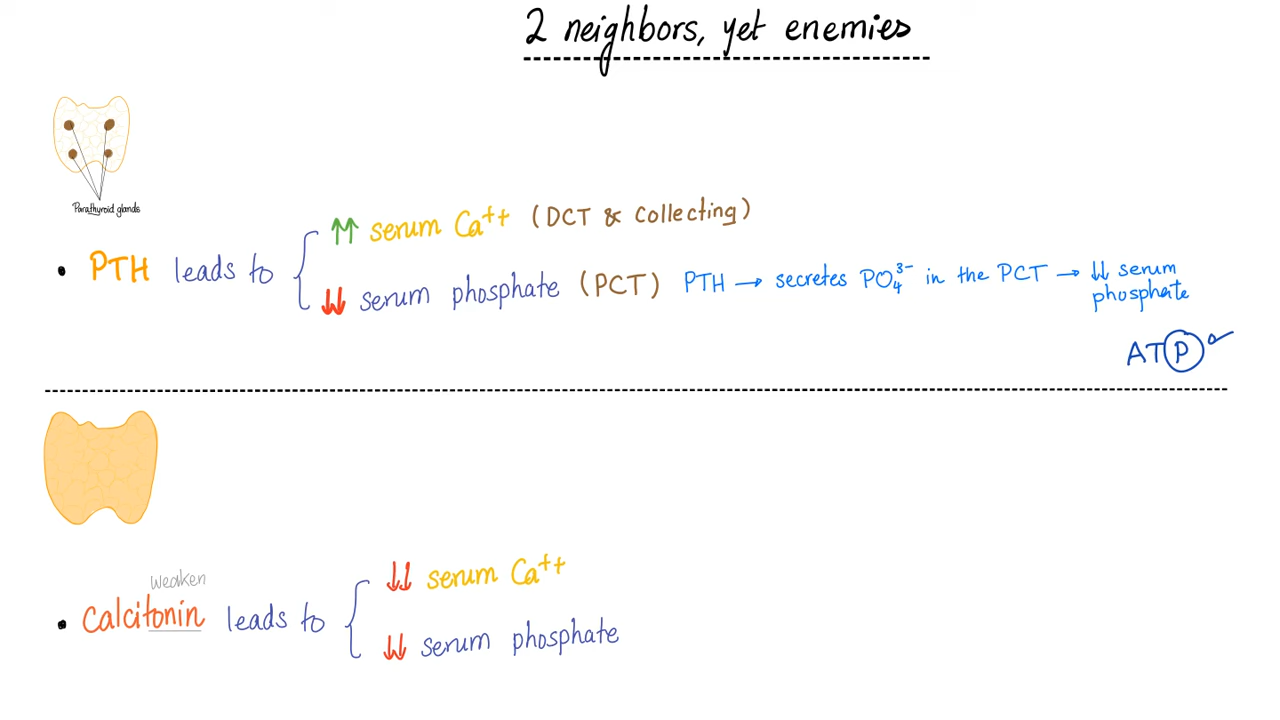 2 neighbors, yet enemies
Parathyroid glands
↑↑ serum Ca++ (DCT & Collecting)
• PTH leads to
↓↓ serum phosphate (PCT) PTH → secretes PO₄³⁻ in the PCT → ↓↓ serum
phosphate
ATP ✓
weaken
↓↓ serum Ca++
• Calcitonin leads to
↓↓ serum phosphate